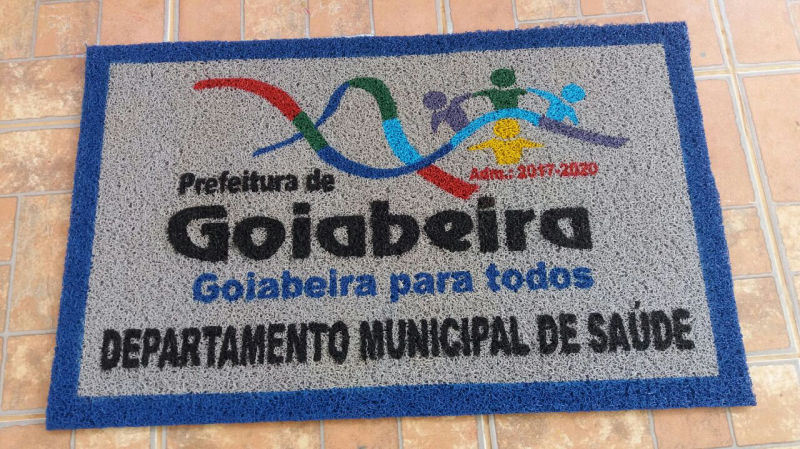 Adm.: 2017-2020
Prefeitura de
Goiabeira
Goiabeira para todos
DEPARTAMENTO MUNICIPAL DE SAÚDE